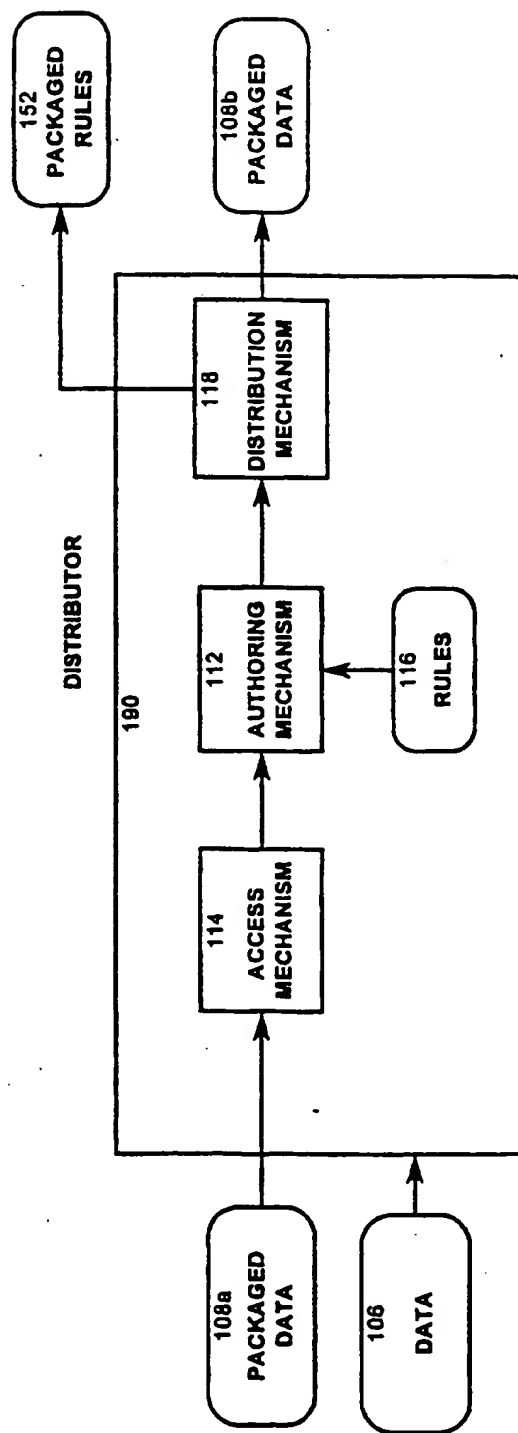 DISTRIBUTOR
190
108a
PACKAGED
DATA
106
DATA
114
ACCESS
MECHANISM
112
AUTHORING
MECHANISM
116
RULES
118
DISTRIBUTION
MECHANISM
152
PACKAGED
RULES
108b
PACKAGED
DATA